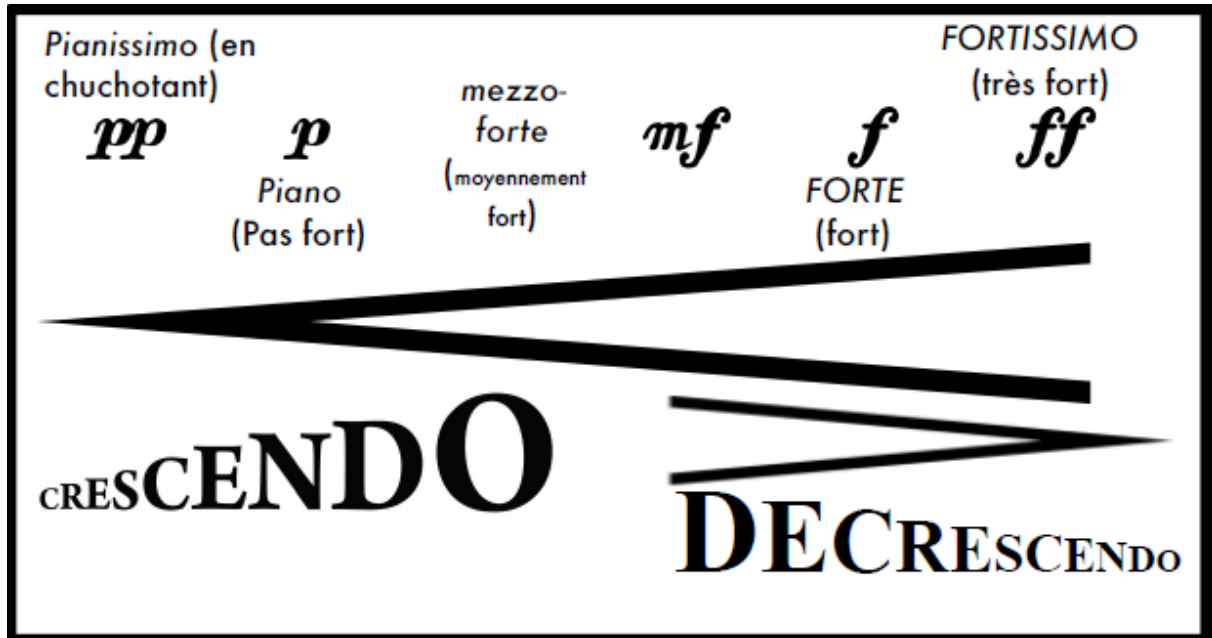 Pianissimo (en
chuchotant)
pp
p
Piano
(Pas fort)
mezzo-
forte
(moyennement
fort)
mf
f
FORTE
(fort)
FORTISSIMO
(très fort)
ff
CRESCENDO
DECRESCENDO